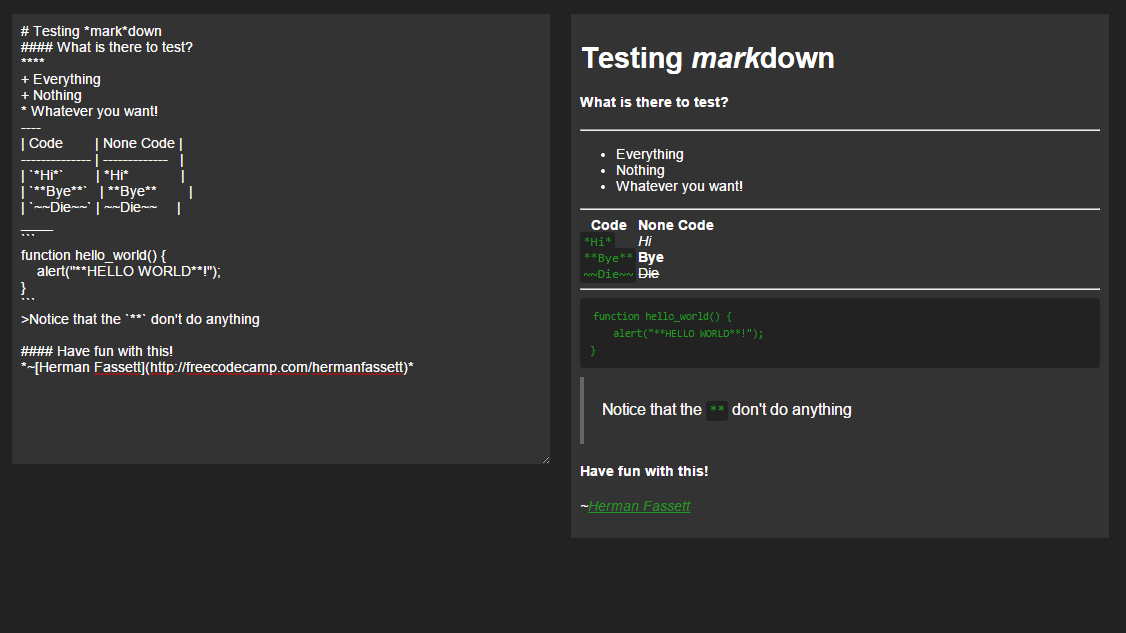 # Testing *mark*down
#### What is there to test?
****
+ Everything
+ Nothing
* Whatever you want!
----
| Code        | None Code |
-------------- | -------------   |
| `*Hi*`        | *Hi*             |
| `**Bye**`   | **Bye**        |
| `~~Die~~` | ~~Die~~     |
____
```
function hello_world() {
    alert("**HELLO WORLD**!");
}
```
>Notice that the `**` don't do anything

#### Have fun with this!
*~[Herman Fassett](http://freecodecamp.com/hermanfassett)*
Testing markdown
What is there to test?
• Everything
• Nothing
• Whatever you want!
Code None Code
*Hi* Hi
**Bye** Bye
~~Die~~ Die
function hello_world() {
    alert("**HELLO WORLD**!");
}
Notice that the ** don't do anything
Have fun with this!
~Herman Fassett